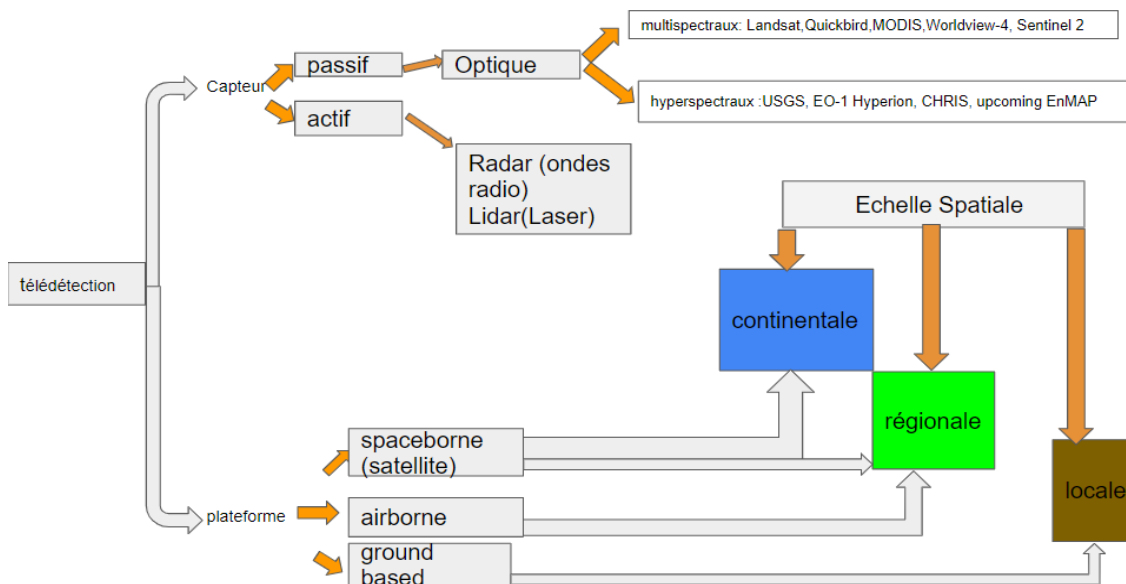 multispectraux: Landsat,Quickbird,MODIS,Worldview-4, Sentinel 2
passif
Optique
Capteur
hyperspectraux :USGS, EO-1 Hyperion, CHRIS, upcoming EnMAP
actif
Radar (ondes
radio)
Lidar(Laser)
Echelle Spatiale
télédétection
continentale
régionale
spaceborne
(satellite)
locale
plateforme
airborne
ground
based